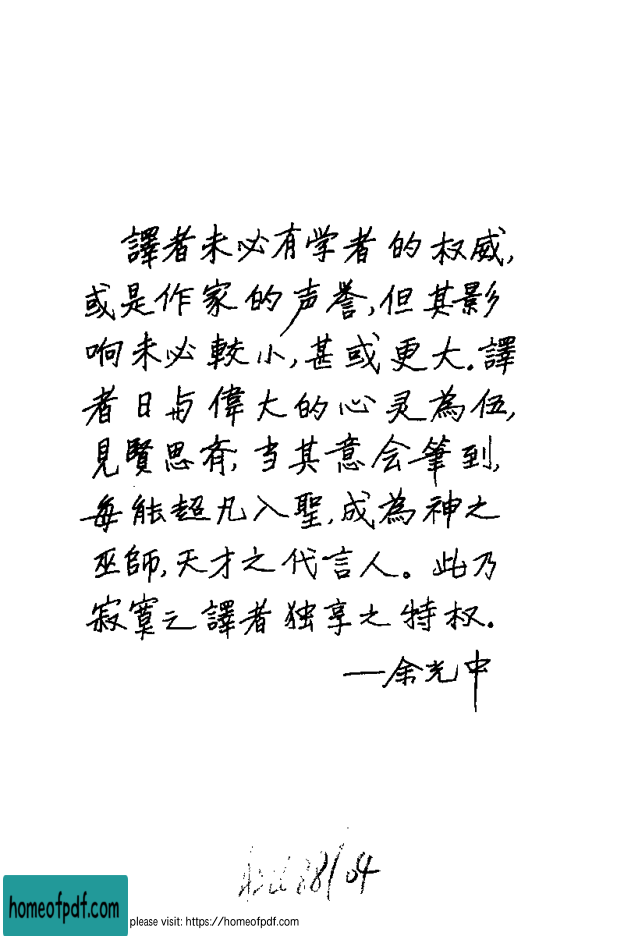 譯者未必有学者的权威,
或是作家的声誉,但其影
响未必較小,甚或更大.譯
者日与偉大的心灵為伍,
見賢思斉,当其意会筆到,
每能超凡入聖,成為神之
巫師,天才之代言人。此乃
寂寞之譯者独享之特权.
—余光中
88/04
homeofpdf.com
please visit: https://homeofpdf.com